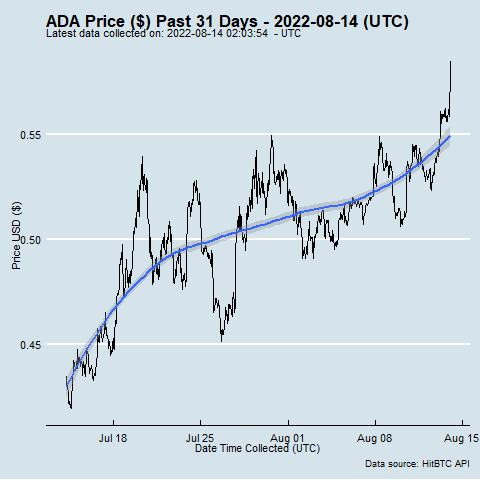 ADA Price ($) Past 31 Days - 2022-08-14 (UTC)
Latest data collected on: 2022-08-14 02:03:54  - UTC
0.55
0.50
0.45
Price USD ($)
Jul 18
Jul 25
Aug 01
Aug 08
Aug 15
Date Time Collected (UTC)
Data source: HitBTC API